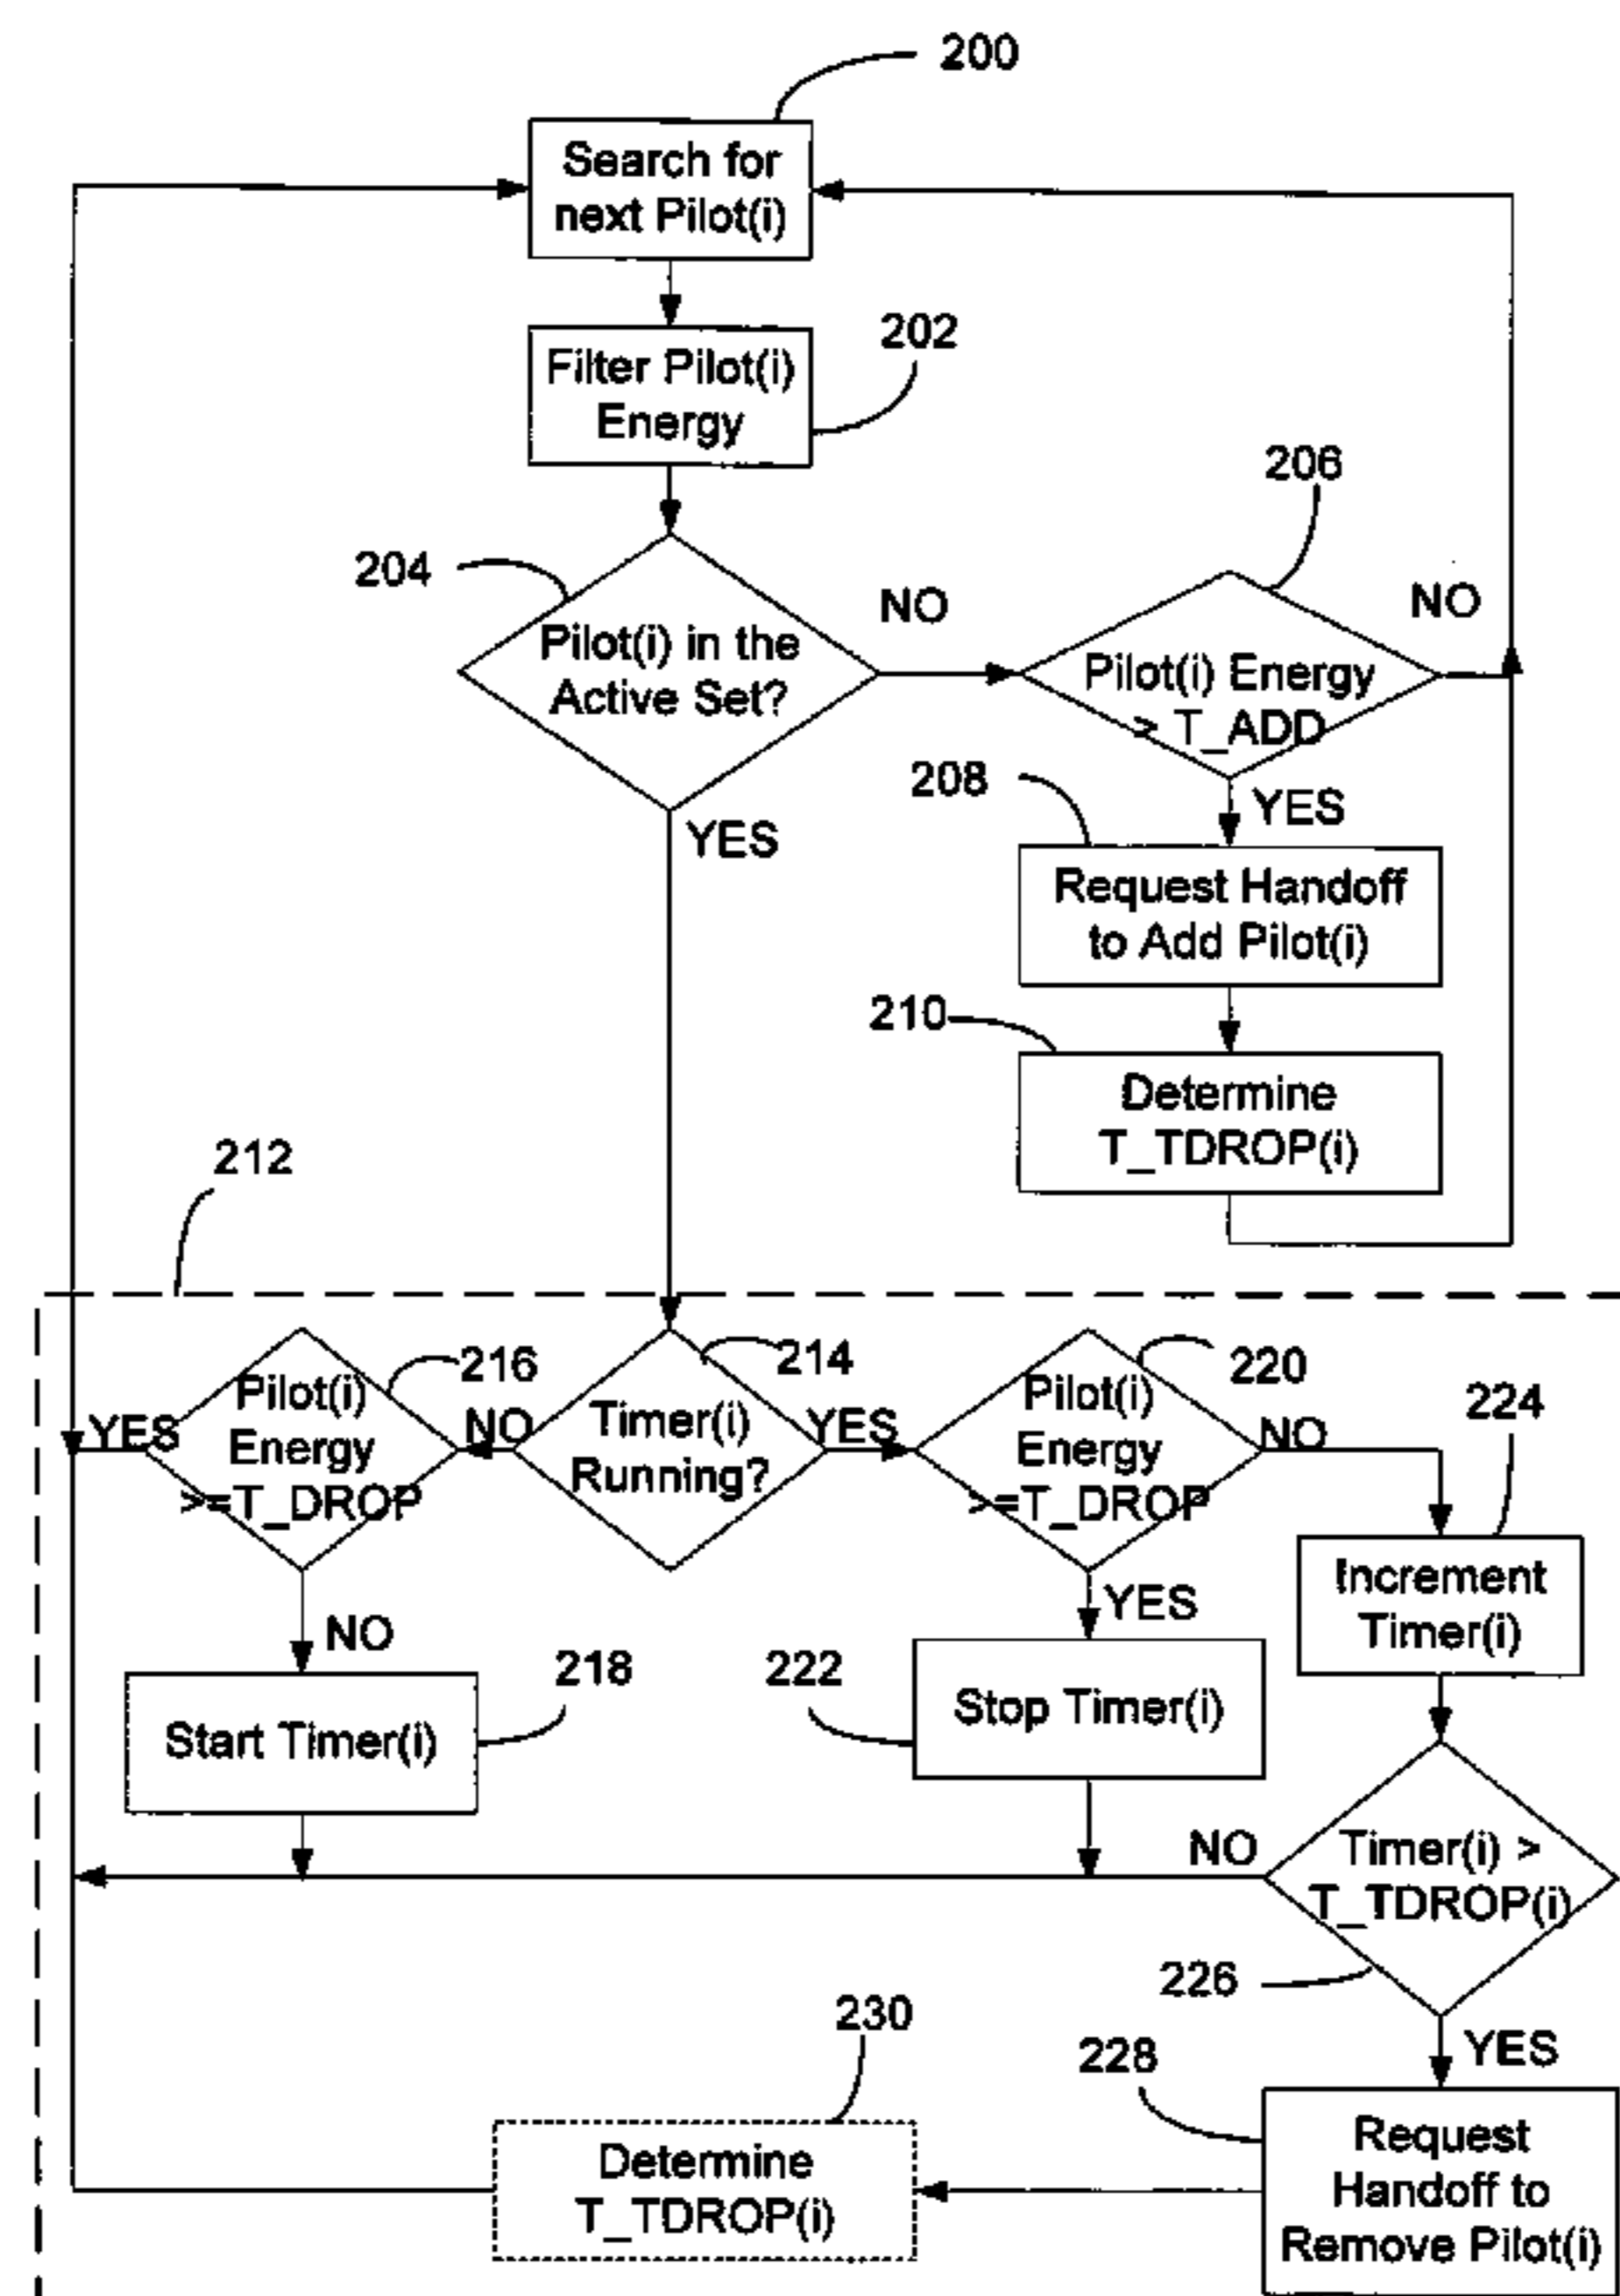 200
Search for
next Pilot(i)
202
Filter Pilot(i)
Energy
204
Pilot(i) in the
Active Set?
NO
YES
206
Pilot(i) Energy
> T_ADD
NO
YES
208
Request Handoff
to Add Pilot(i)
210
Determine
T_TDROP(i)
212
214
Timer(i)
Running?
NO
YES
216
Pilot(i)
Energy
>=T_DROP
YES
NO
218
Start Timer(i)
220
Pilot(i)
Energy
>=T_DROP
NO
YES
222
Stop Timer(i)
224
Increment
Timer(i)
Timer(i) >
T_TDROP(i)
226
NO
YES
228
Request
Handoff to
Remove Pilot(i)
230
Determine
T_TDROP(i)